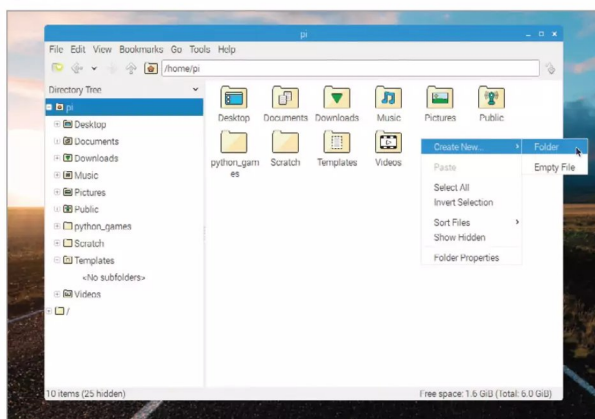 pi
File Edit View Bookmarks Go Tools Help
/home/pi
Directory Tree
pi
Desktop
Documents
Downloads
Music
Pictures
Public
python_games
Scratch
Templates
<No subfolders>
Videos
/
Desktop Documents Downloads Music Pictures Public
python_gam
es
Scratch Templates Videos
Create New...
Paste
Select All
Invert Selection
Sort Files
Show Hidden
Folder Properties
Folder
Empty File
10 items (25 hidden)
Free space: 1.6 GiB (Total: 6.0 GiB)